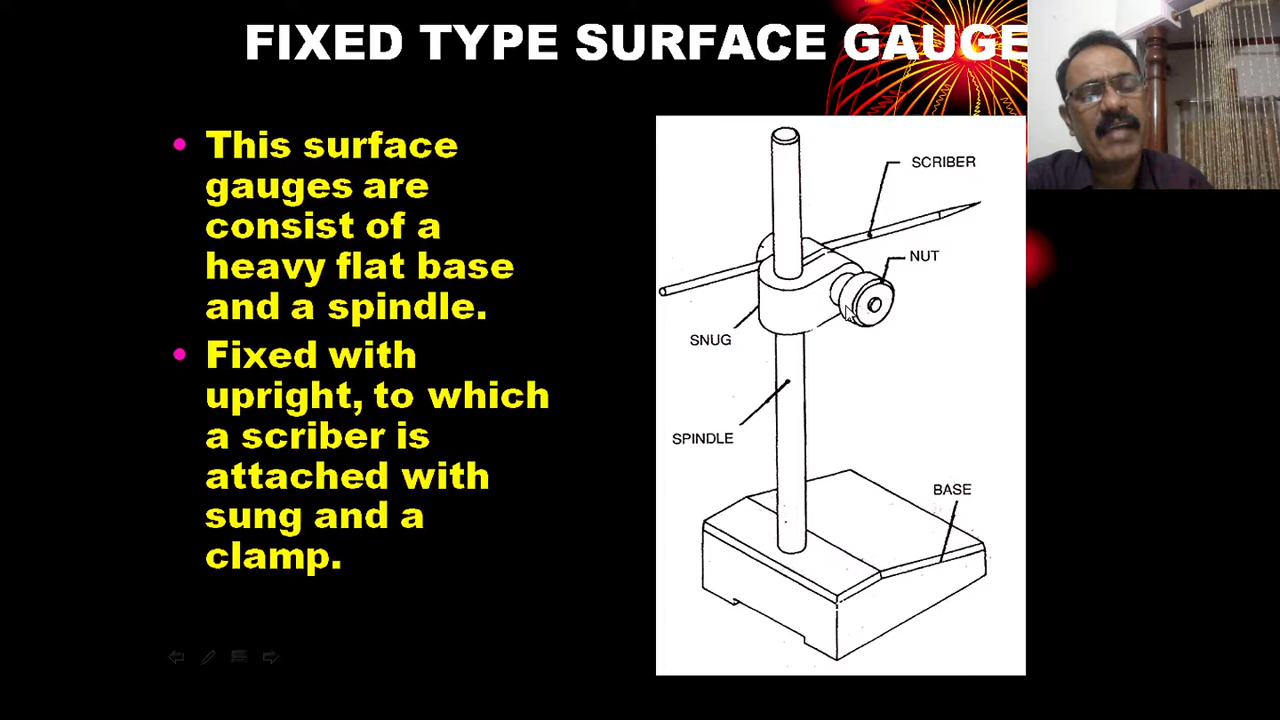 FIXED TYPE SURFACE GAUGE
This surface
gauges are
consist of a
heavy flat base
and a spindle.
Fixed with
upright, to which
a scriber is
attached with
sung and a
clamp.
SCRIBER
NUT
SNUG
SPINDLE
BASE